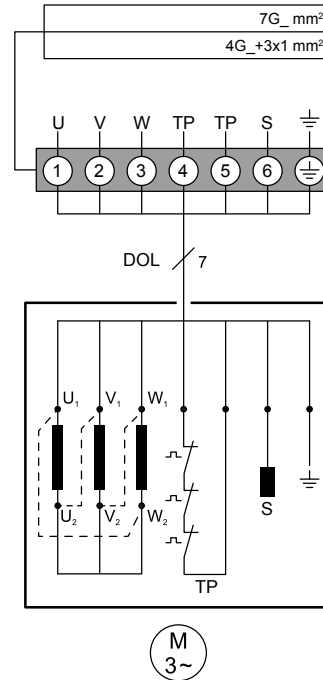 7G_ mm²
4G_+3x1 mm²
U V W TP TP S
1 2 3 4 5 6
DOL 7
U₁ V₁ W₁
U₂ V₂ W₂
S
TP
M
3~